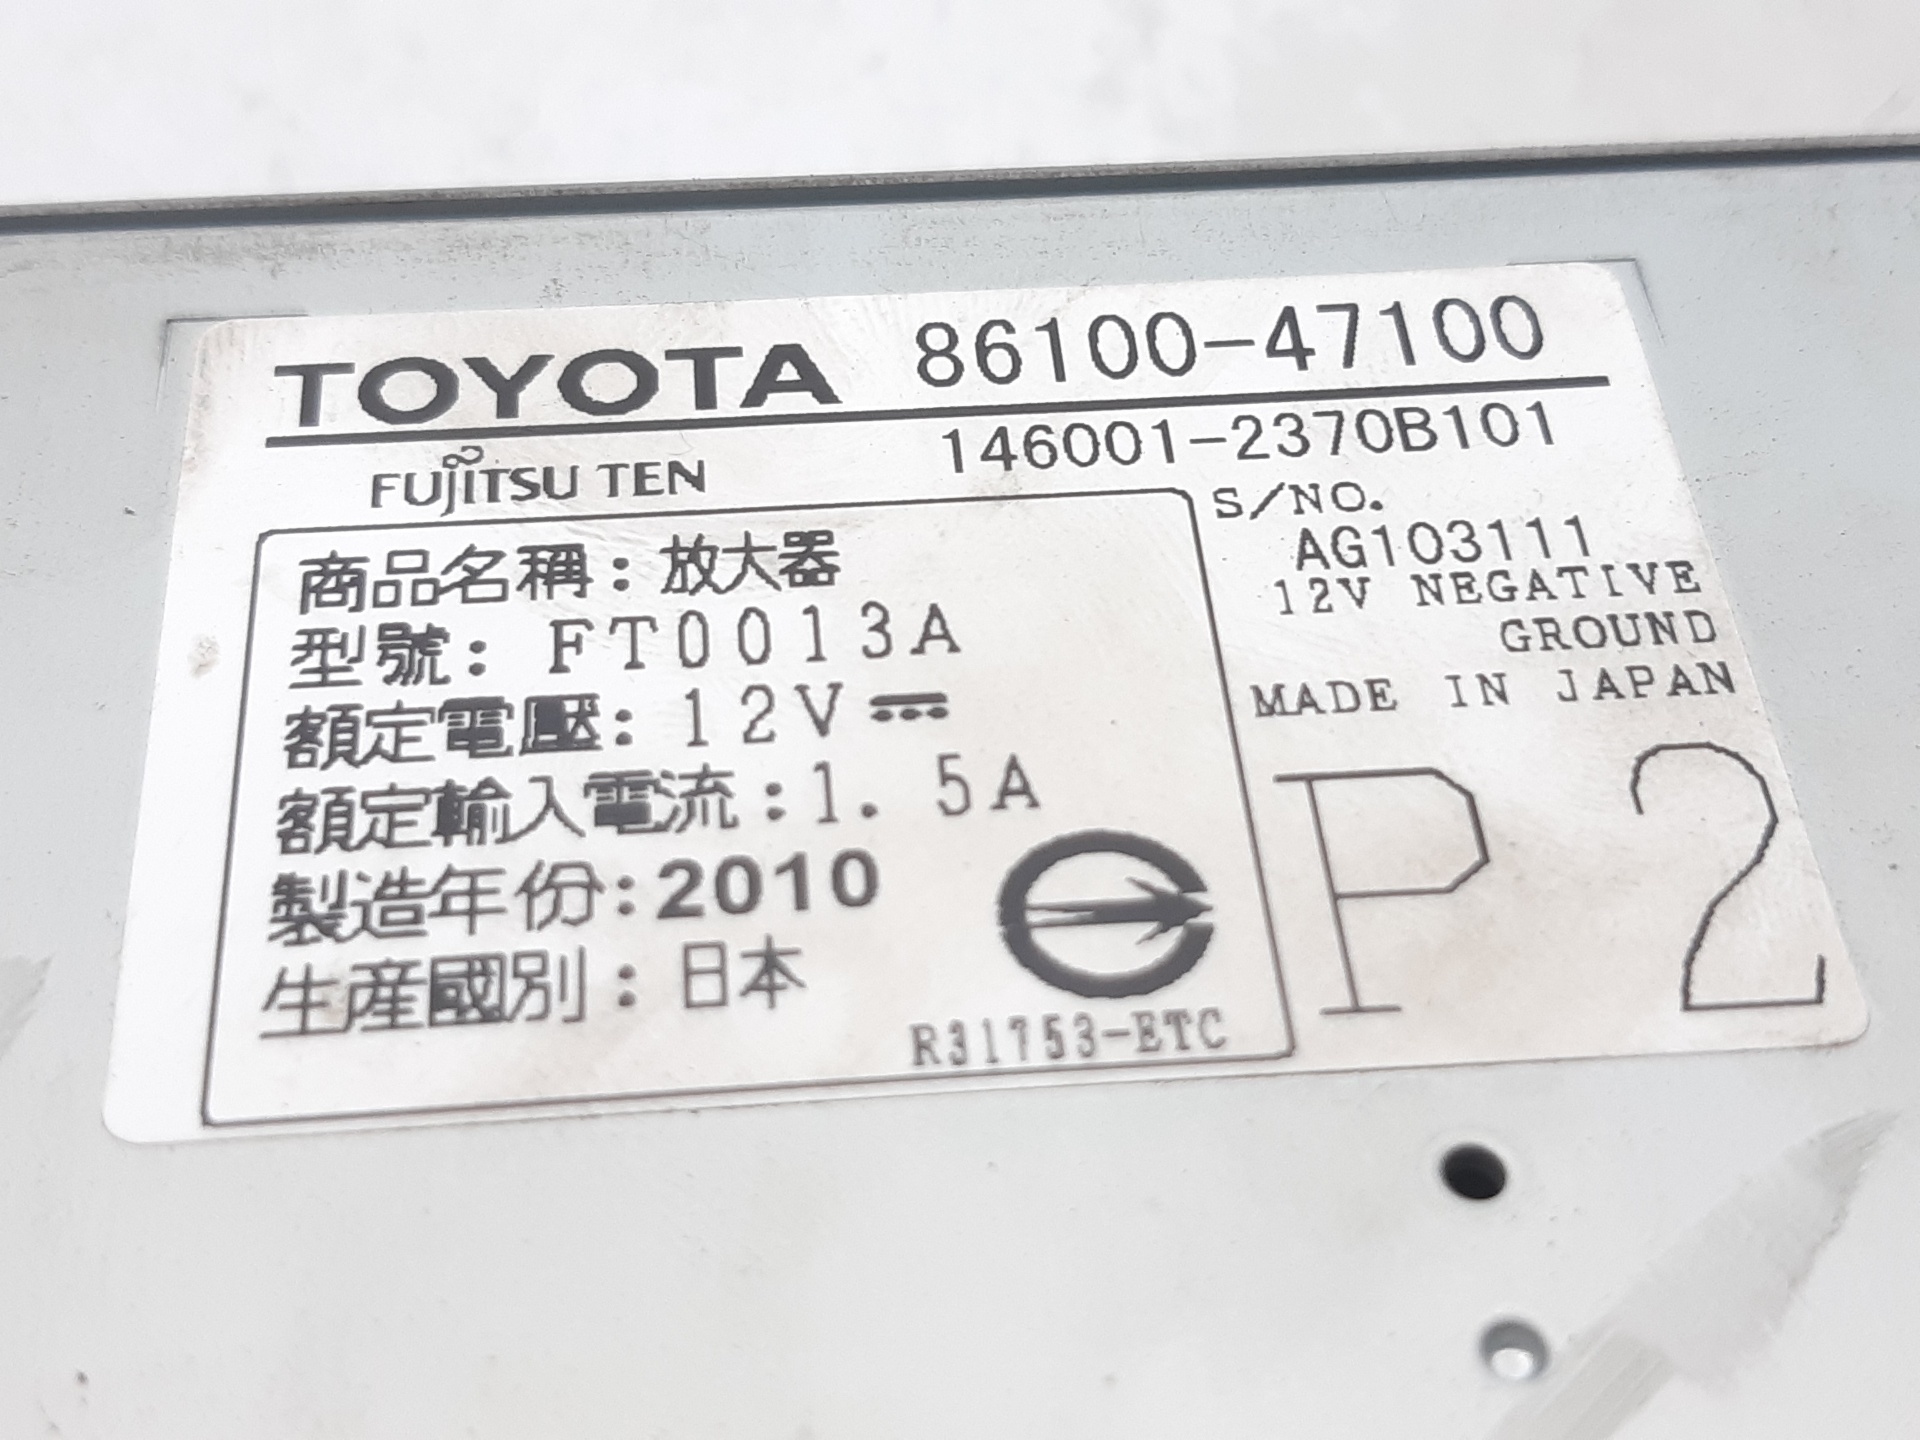 TOYOTA 86100-47100
FUJITSU TEN 146001-2370B101
S/NO.
AG103111
12V NEGATIVE
GROUND
MADE IN JAPAN
P 2
商品名稱：放大器
型號：FT0013A
額定電壓：12V⎓
額定輸入電流：1.5A
製造年份：2010
生產國別：日本
R31753-ETC